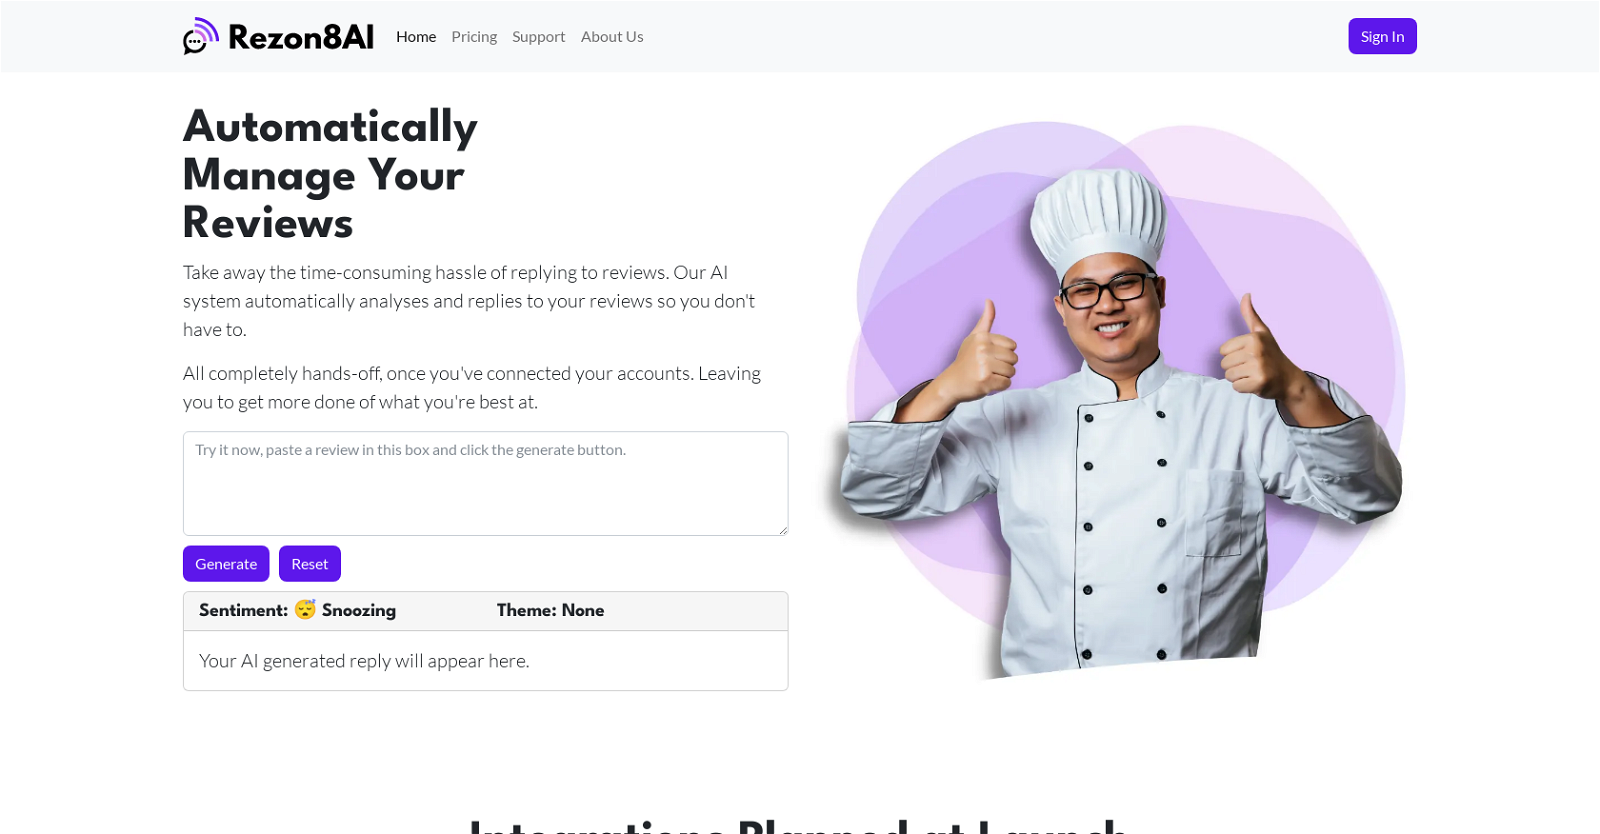 Rezon8AI Home Pricing Support About Us Sign In
Automatically
Manage Your
Reviews
Take away the time-consuming hassle of replying to reviews. Our AI
system automatically analyses and replies to your reviews so you don't
have to.
All completely hands-off, once you've connected your accounts. Leaving
you to get more done of what you're best at.
Try it now, paste a review in this box and click the generate button.
Generate Reset
Sentiment: 😴 Snoozing Theme: None
Your AI generated reply will appear here.
Integrations Planned at Launch